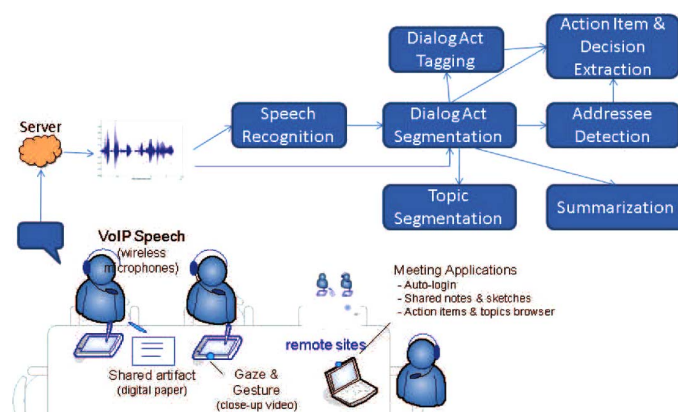 Dialog Act
Tagging
Action Item &
Decision
Extraction
Server
Speech
Recognition
Dialog Act
Segmentation
Addressee
Detection
Topic
Segmentation
Summarization
VoIP Speech
(wireless
microphones)
Meeting Applications
- Auto-login
- Shared notes & sketches
- Action items & topics browser
remote sites
Shared artifact
(digital paper)
Gaze &
Gesture
(close-up video)